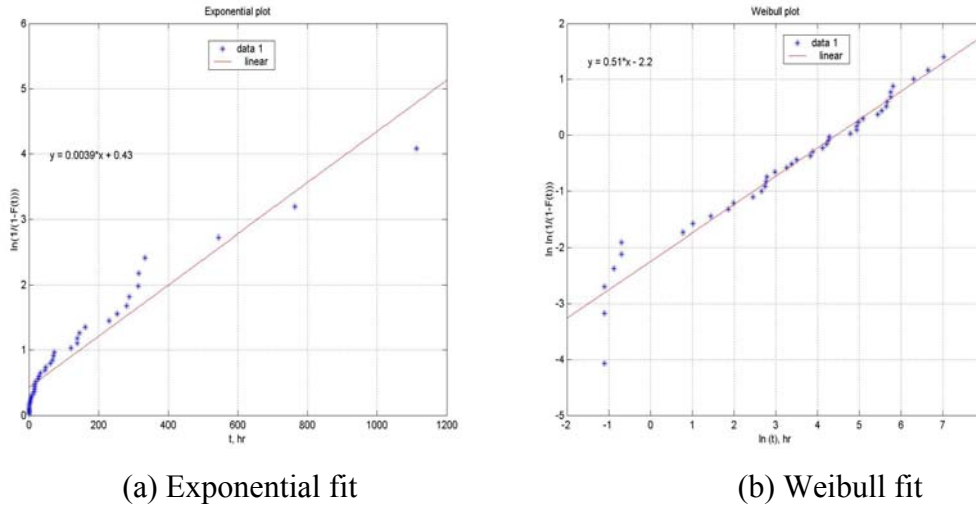 Exponential plot
6
5
4
3
2
1
0
0
200
400
600
800
1000
1200
data 1
linear
y = 0.0039*x + 0.43
ln(1/(1-F(t)))
t, hr
(a) Exponential fit
Weibull plot
2
1
0
-1
-2
-3
-4
-5
-2
-1
0
1
2
3
4
5
6
7
data 1
linear
y = 0.51*x - 2.2
ln ln (1/(1-F(t)))
ln (t), hr
(b) Weibull fit